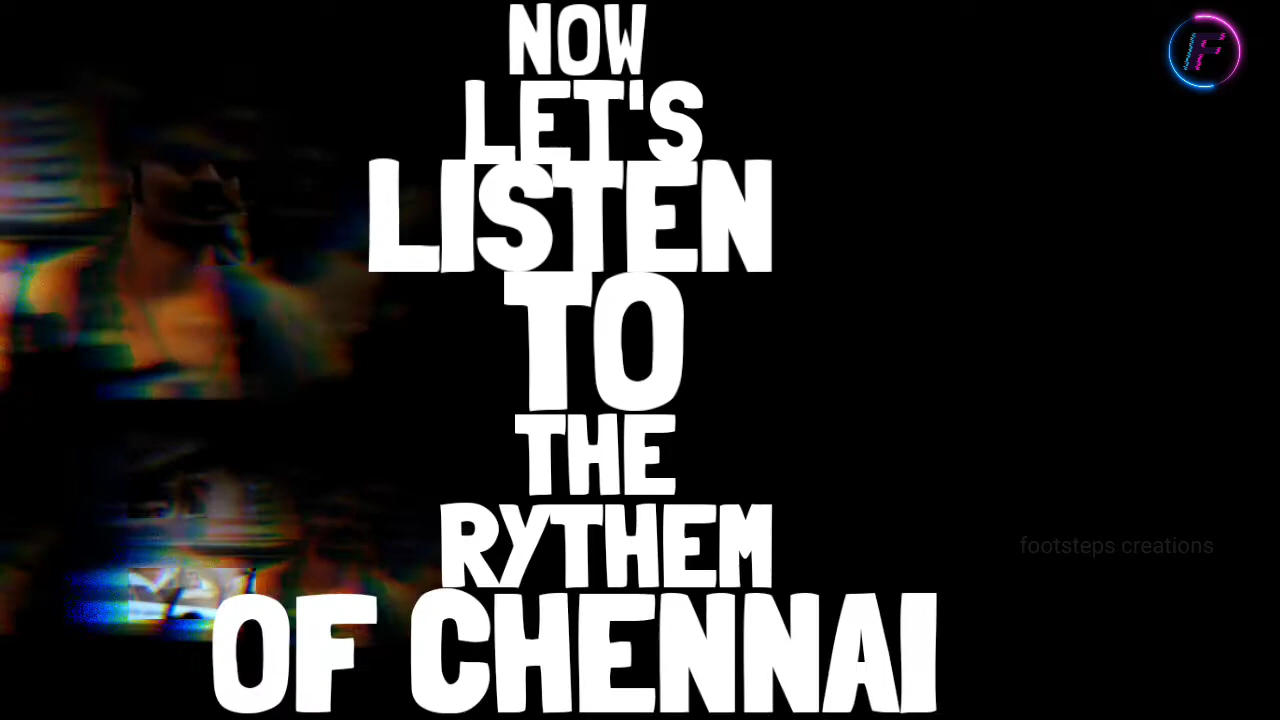 NOW
LET'S
LISTEN
TO
THE
RYTHEM
OF CHENNAI
F
footsteps creations